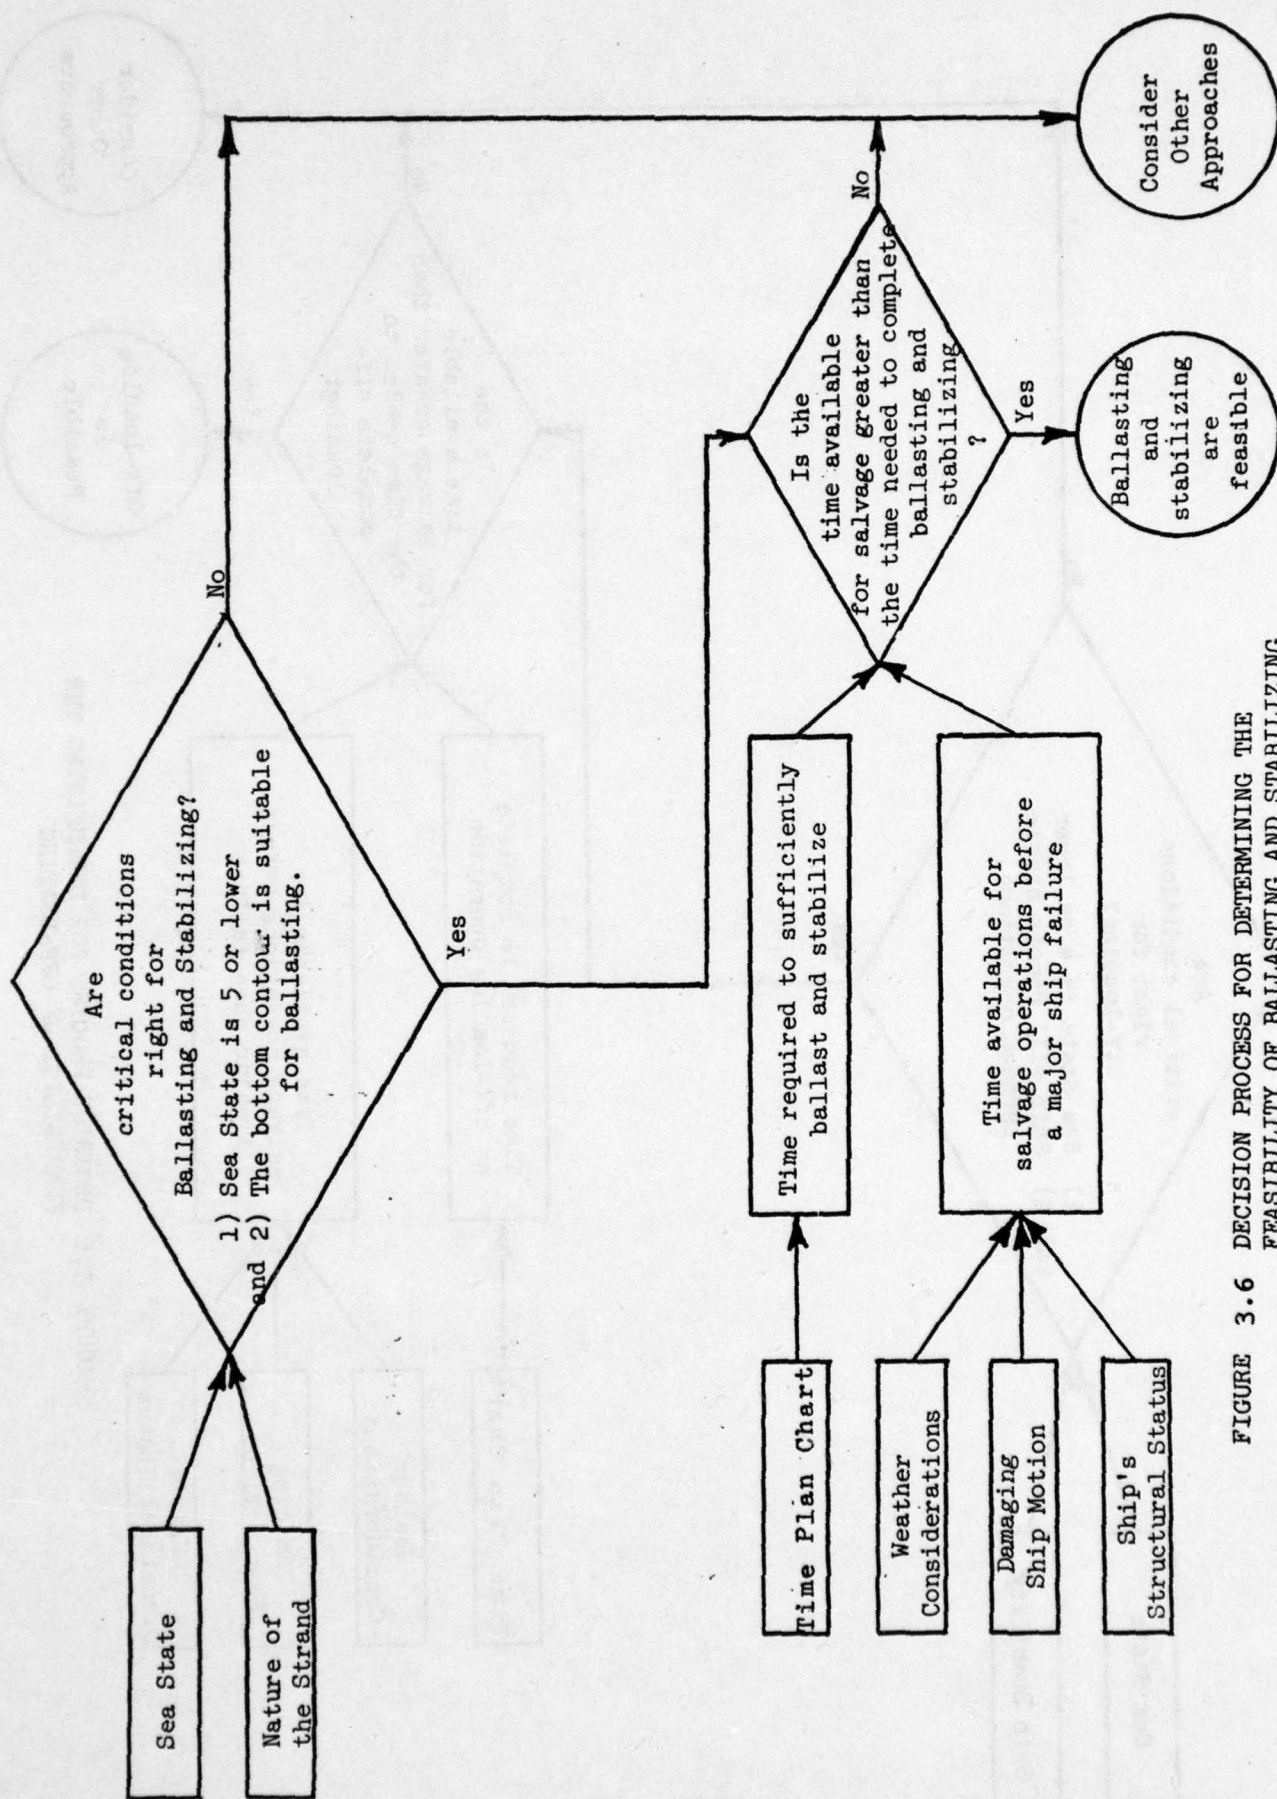 Sea State
Nature of
the Strand
Are
critical conditions
right for
Ballasting and Stabilizing?
1) Sea State is 5 or lower
and 2) The bottom contour is suitable
for ballasting.
No
Yes
Time Plan Chart
Weather
Considerations
Damaging
Ship Motion
Ship's
Structural Status
Time required to sufficiently
ballast and stabilize
Time available for
salvage operations before
a major ship failure
Is the
time available
for salvage greater than
the time needed to complete
ballasting and
stabilizing
?
No
Yes
Ballasting
and
stabilizing
are
feasible
Consider
Other
Approaches
FIGURE 3.6 DECISION PROCESS FOR DETERMINING THE
FEASIBILITY OF BALLASTING AND STABILIZING